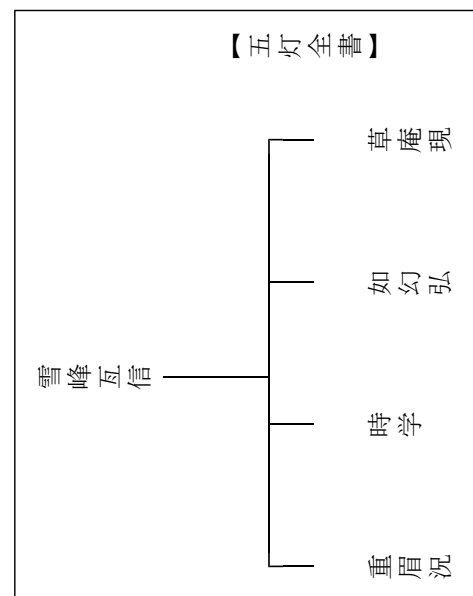 【五灯全書】
雪峰亙信
草庵現
如幻弘
時学
重眉況